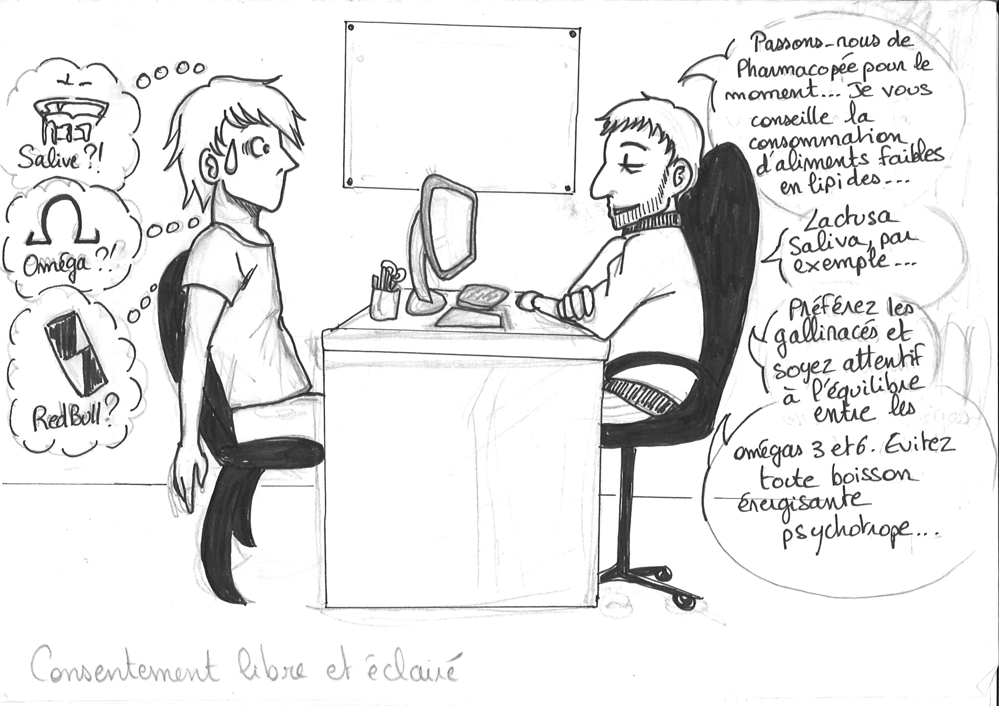 Salive ?!
Ω
Oméga ?!
RedBull ?
Passons-nous de
Pharmacopée pour le
moment... Je vous
conseille la
consommation
d'aliments faibles
en lipides...
Lactusa
Saliva, par
exemple...
Préférez les
gallinacés et
soyez attentif
à l'équilibre
entre les
omégas 3 et 6. Evitez
toute boisson
énergisante
psychotrope...
Consentement libre et éclairé